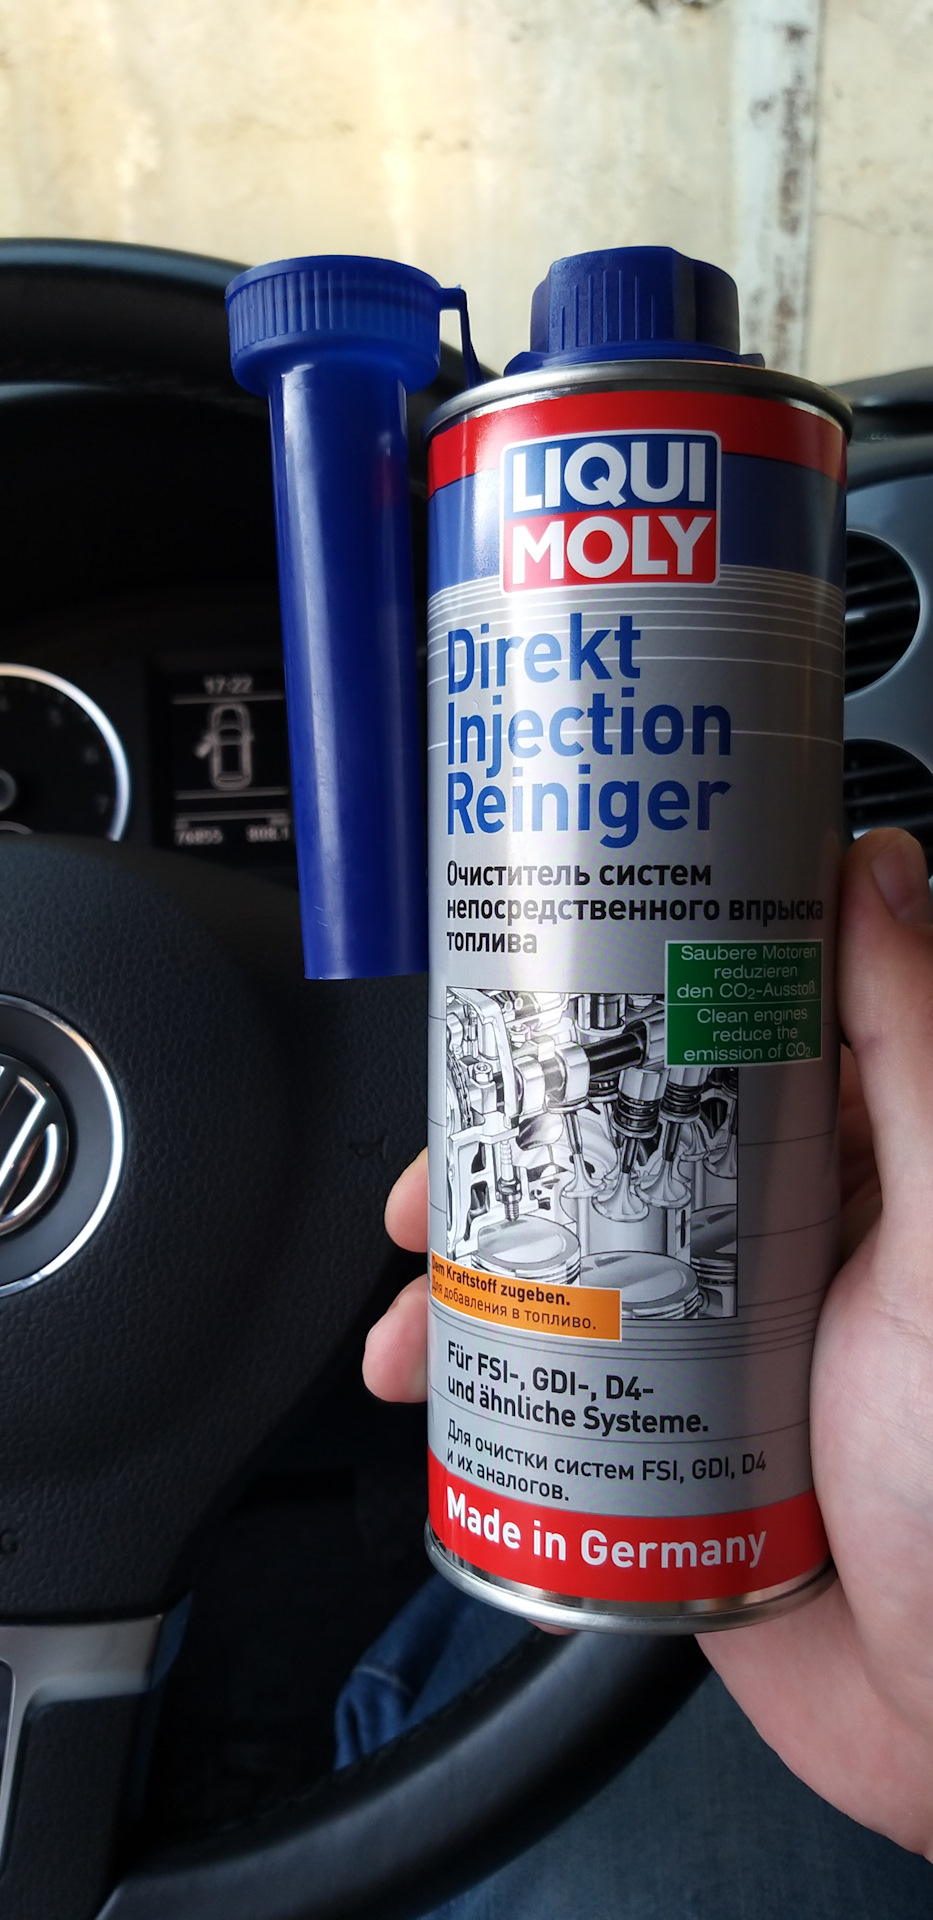 LIQUI
MOLY
Direkt
Injection
Reiniger
Очиститель систем
непосредственного впрыска
топлива
Saubere Motoren
reduzieren
den CO₂-Ausstoß.
Clean engines
reduce the
emission of CO₂.
Dem Kraftstoff zugeben.
Для добавления в топливо.
Für FSI-, GDI-, D4-
und ähnliche Systeme.
Для очистки систем FSI, GDI, D4
и их аналогов.
Made in Germany
17:22
76855 808.1